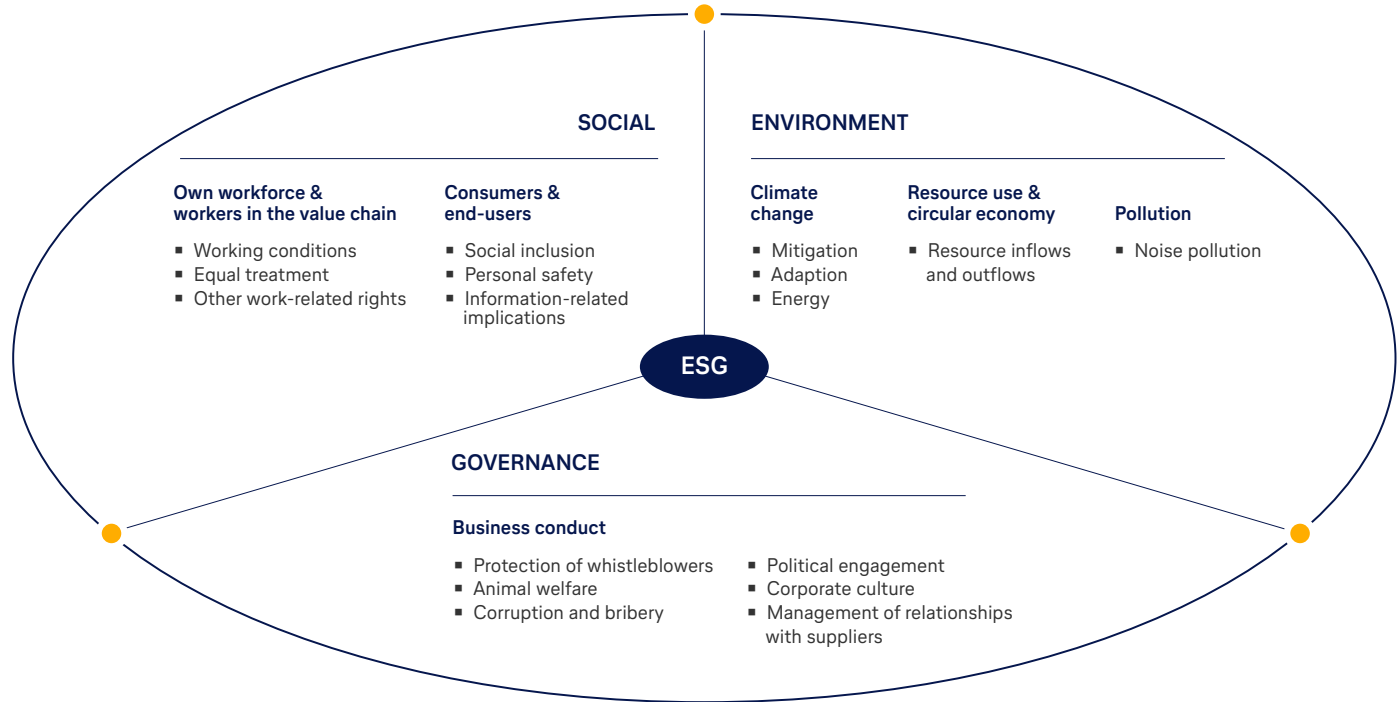 SOCIAL
Own workforce &
workers in the value chain
▪ Working conditions
▪ Equal treatment
▪ Other work-related rights
Consumers &
end-users
▪ Social inclusion
▪ Personal safety
▪ Information-related
implications
ENVIRONMENT
Climate
change
▪ Mitigation
▪ Adaption
▪ Energy
Resource use &
circular economy
▪ Resource inflows
and outflows
Pollution
▪ Noise pollution
ESG
GOVERNANCE
Business conduct
▪ Protection of whistleblowers
▪ Animal welfare
▪ Corruption and bribery
▪ Political engagement
▪ Corporate culture
▪ Management of relationships
with suppliers